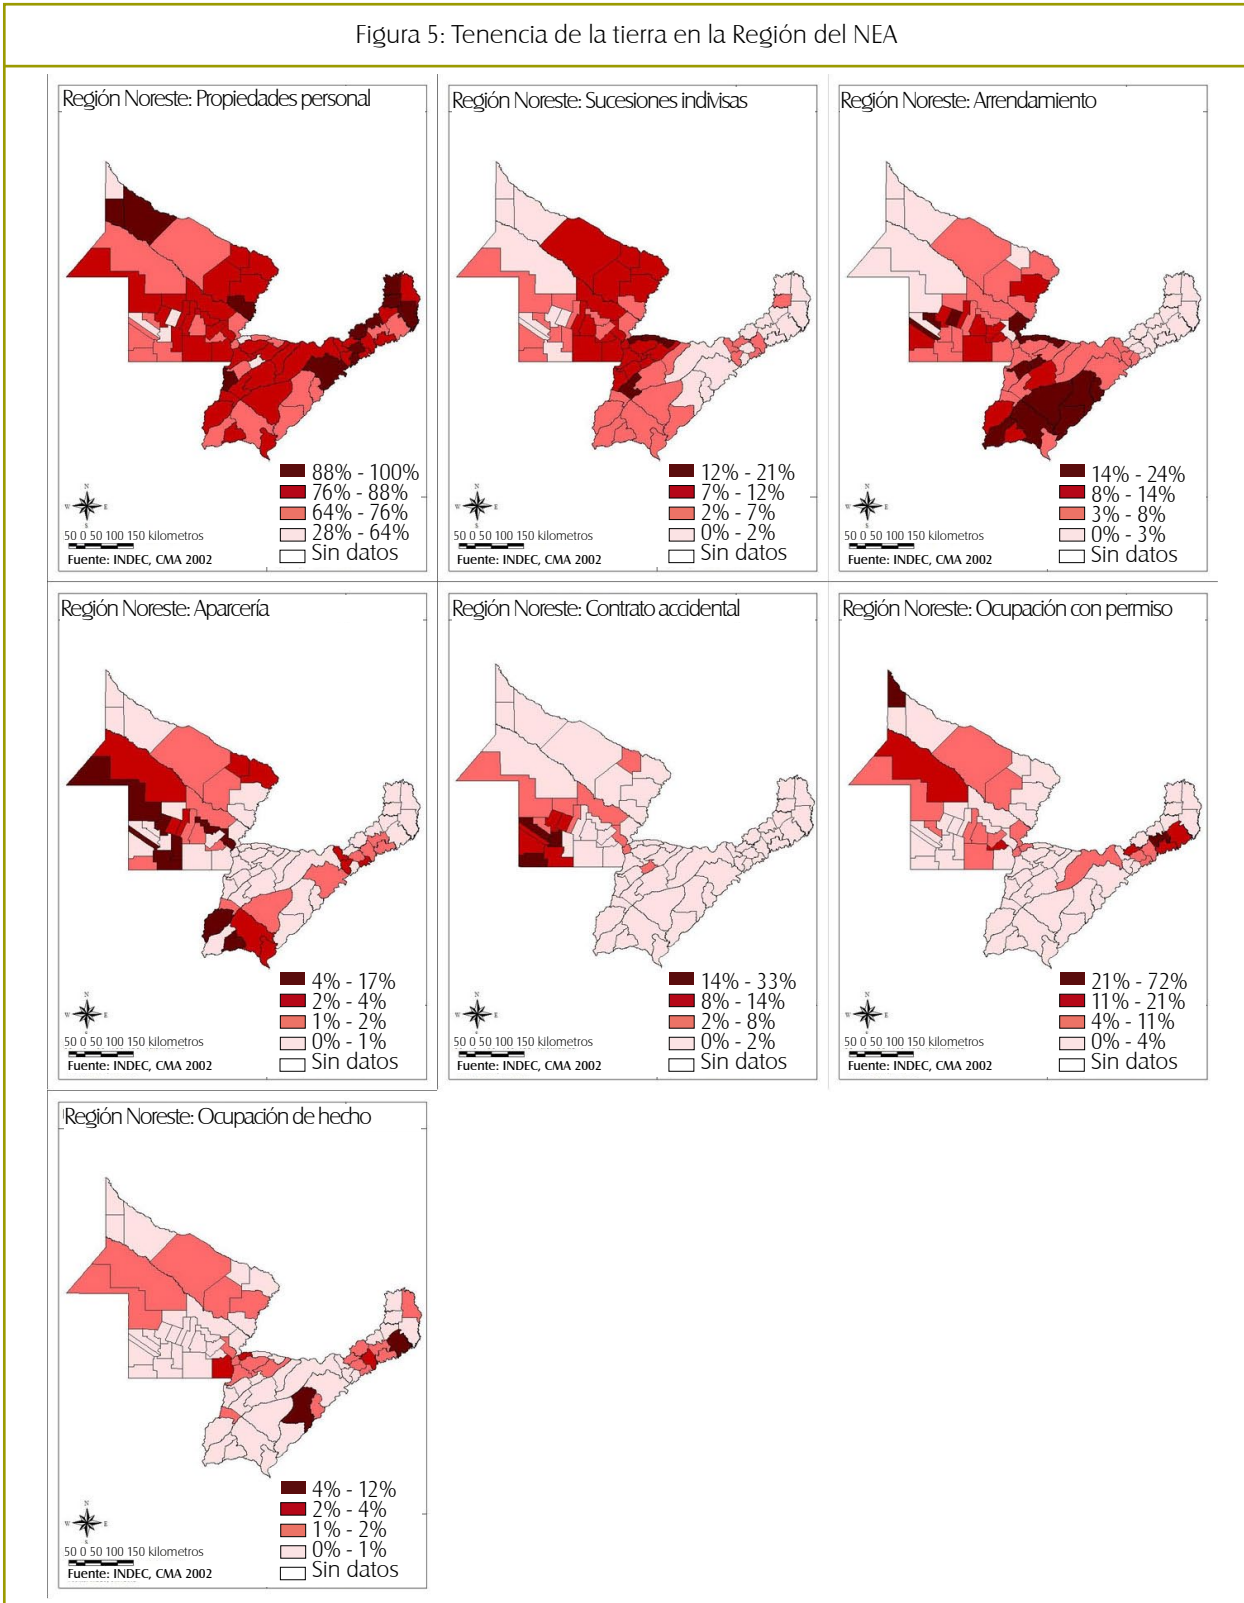 Figura 5: Tenencia de la tierra en la Región del NEA
Región Noreste: Propiedades personal
88% - 100%
76% - 88%
64% - 76%
28% - 64%
Sin datos
N
W E
50 0 50 100 150 kilometros
Fuente: INDEC, CMA 2002
Región Noreste: Sucesiones indivisas
12% - 21%
7% - 12%
2% - 7%
0% - 2%
Sin datos
N
W E
50 0 50 100 150 kilometros
Fuente: INDEC, CMA 2002
Región Noreste: Arrendamiento
14% - 24%
8% - 14%
3% - 8%
0% - 3%
Sin datos
N
W E
50 0 50 100 150 kilometros
Fuente: INDEC, CMA 2002
Región Noreste: Aparcería
4% - 17%
2% - 4%
1% - 2%
0% - 1%
Sin datos
N
W E
50 0 50 100 150 kilometros
Fuente: INDEC, CMA 2002
Región Noreste: Contrato accidental
14% - 33%
8% - 14%
2% - 8%
0% - 2%
Sin datos
N
W E
50 0 50 100 150 kilometros
Fuente: INDEC, CMA 2002
Región Noreste: Ocupación con permiso
21% - 72%
11% - 21%
4% - 11%
0% - 4%
Sin datos
N
W E
50 0 50 100 150 kilometros
Fuente: INDEC, CMA 2002
Región Noreste: Ocupación de hecho
4% - 12%
2% - 4%
1% - 2%
0% - 1%
Sin datos
N
W E
50 0 50 100 150 kilometros
Fuente: INDEC, CMA 2002